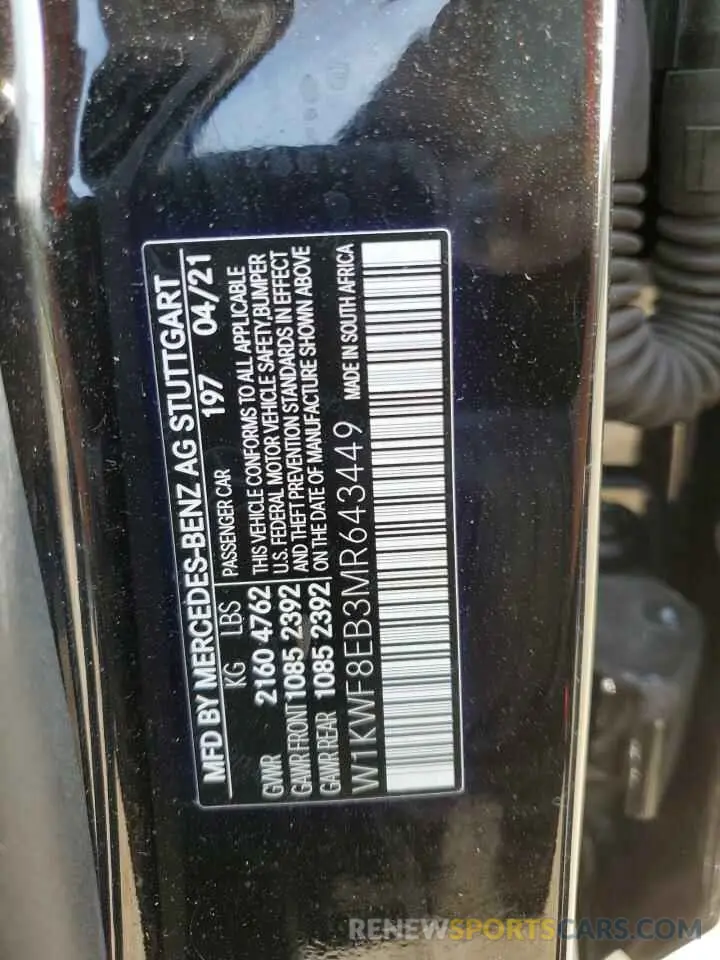 MFD BY MERCEDES-BENZ AG STUTTGART
197 04/21
KG LBS PASSENGER CAR
GWWR 2160 4762
GAWR FRONT 1085 2392
GAWR REAR 1085 2392
THIS VEHICLE CONFORMS TO ALL APPLICABLE
U.S. FEDERAL MOTOR VEHICLE SAFETY,BUMPER
AND THEFT PREVENTION STANDARDS IN EFFECT
ON THE DATE OF MANUFACTURE SHOWN ABOVE
W1KWF8EB3MR643449 MADE IN SOUTH AFRICA
RENEWSPORTSCARS.COM